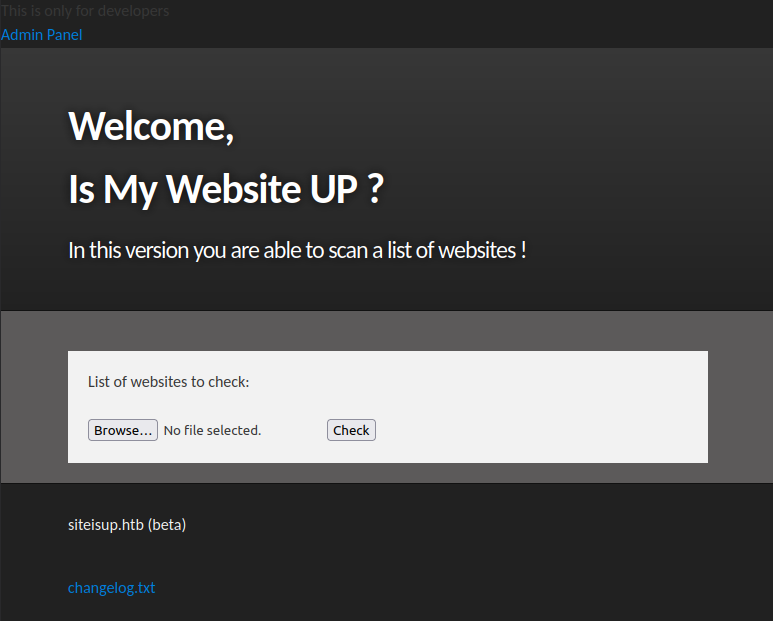 This is only for developers
Admin Panel
Welcome,
Is My Website UP ?
In this version you are able to scan a list of websites !
List of websites to check:
Browse... No file selected. Check
siteisup.htb (beta)
changelog.txt